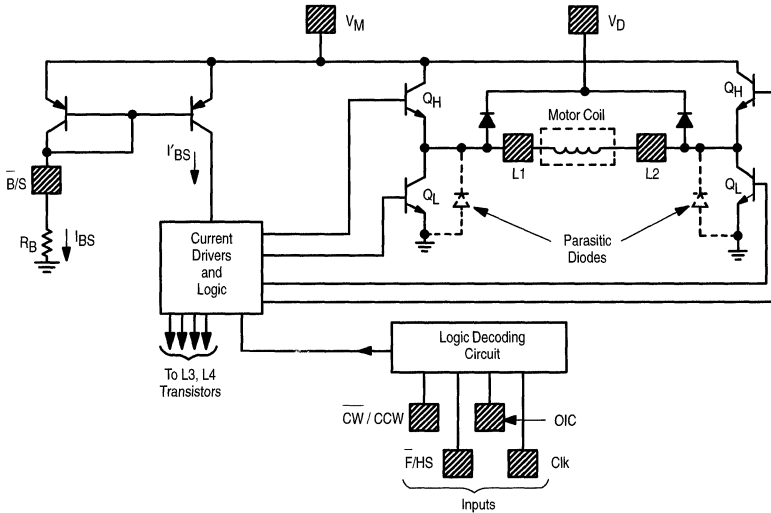 V_M
V_D
Q_H
Q_H
Motor Coil
I'_BS
B̅/S
L1
L2
Q_L
Q_L
R_B
I_BS
Current
Drivers
and
Logic
Parasitic
Diodes
Logic Decoding
Circuit
To L3, L4
Transistors
C̅W̅ / CCW
OIC
F̅/HS
Clk
Inputs